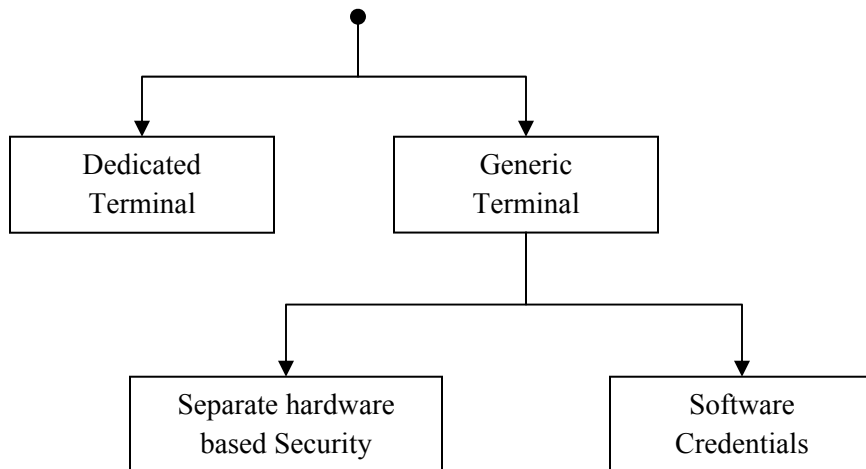 Dedicated
Terminal
Generic
Terminal
Separate hardware
based Security
Software
Credentials